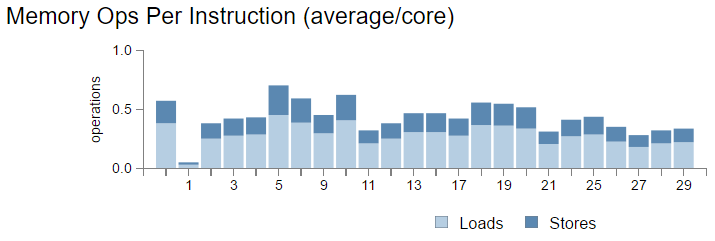 Memory Ops Per Instruction (average/core)
1.0
0.5
0.0
operations
1 3 5 9 11 15 17 19 21 25 27 29
Loads Stores